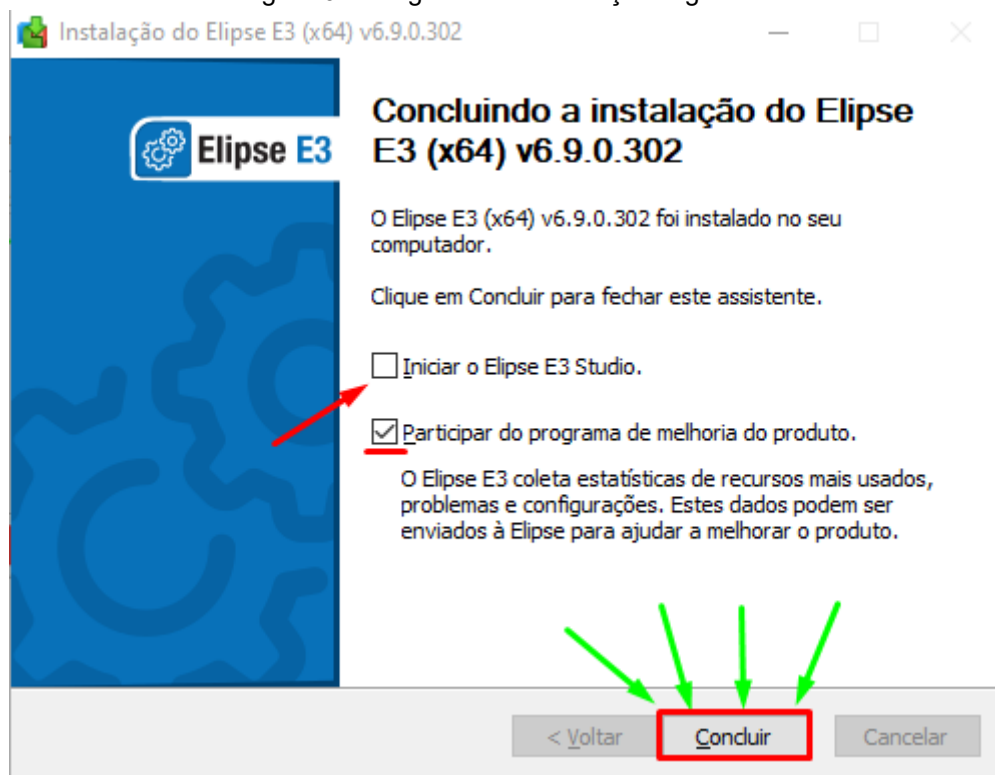 Instalação do Elipse E3 (x64) v6.9.0.302
Elipse E3
Concluindo a instalação do Elipse
E3 (x64) v6.9.0.302
O Elipse E3 (x64) v6.9.0.302 foi instalado no seu
computador.
Clique em Concluir para fechar este assistente.
Iniciar o Elipse E3 Studio.
Participar do programa de melhoria do produto.
O Elipse E3 coleta estatísticas de recursos mais usados,
problemas e configurações. Estes dados podem ser
enviados à Elipse para ajudar a melhorar o produto.
< Voltar
Concluir
Cancelar